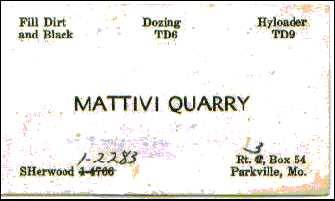 Fill Dirt
and Black
Dozing
TD6
Hyloader
TD9
MATTIVI QUARRY
1-2283
SHerwood 1-4766
3
Rt. 2, Box 54
Parkville, Mo.